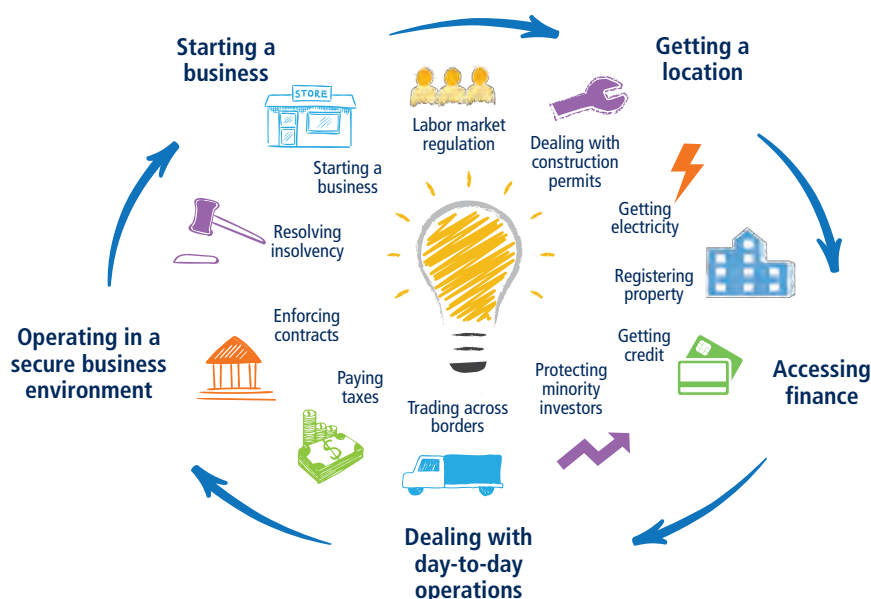 Starting a
business
Getting a
location
STORE
Labor market
regulation
Dealing with
construction
permits
Starting a
business
Getting
electricity
Resolving
insolvency
Registering
property
Enforcing
contracts
Getting
credit
Operating in a
secure business
environment
Accessing
finance
Paying
taxes
Protecting
minority
investors
Trading across
borders
$
Dealing with
day-to-day
operations